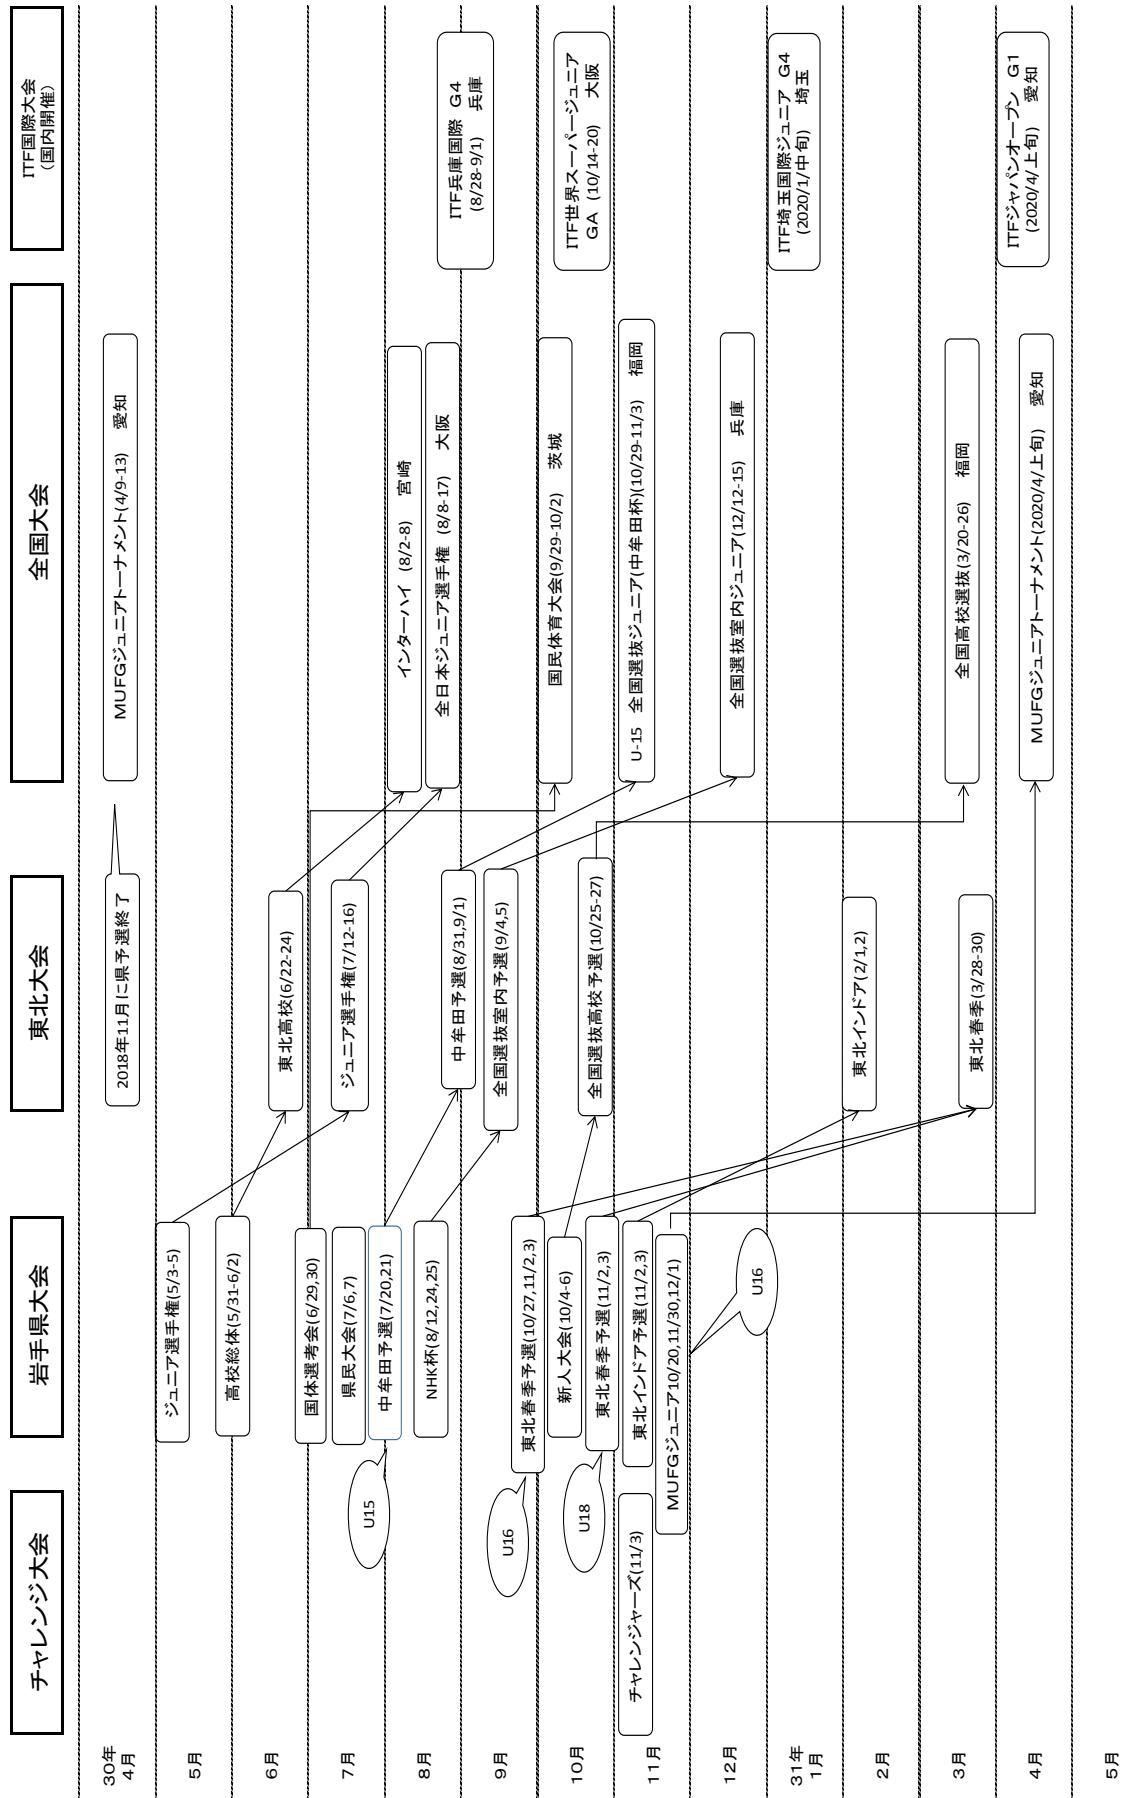 チャレンジ大会
岩手県大会
東北大会
全国大会
ITF国際大会
(国内開催)
30年
4月
2018年11月に県予選終了
MUFGジュニアトーナメント(4/9-13) 愛知
5月
ジュニア選手権(5/3-5)
高校総体(5/31-6/2)
6月
東北高校(6/22-24)
国体選考会(6/29,30)
7月
県民大会(7/6,7)
ジュニア選手権(7/12-16)
U15
中牟田予選(7/20,21)
8月
NHK杯(8/12,24,25)
中牟田予選(8/31,9/1)
インターハイ (8/2-8) 宮崎
全日本ジュニア選手権 (8/8-17) 大阪
ITF兵庫国際 G4
(8/28-9/1) 兵庫
9月
全国選抜室内予選(9/4,5)
U16
東北春季予選(10/27,11/2,3)
10月
新人大会(10/4-6)
U18
東北春季予選(11/2,3)
全国選抜高校予選(10/25-27)
国民体育大会(9/29-10/2) 茨城
ITF世界スーパージュニア
GA (10/14-20) 大阪
11月
チャレンジャーズ(11/3)
東北インドア予選(11/2,3)
MUFGジュニア10/20,11/30,12/1)
U16
U-15 全国選抜ジュニア(中牟田杯)(10/29-11/3) 福岡
12月
全国選抜室内ジュニア(12/12-15) 兵庫
31年
1月
ITF埼玉国際ジュニア G4
(2020/1/中旬) 埼玉
2月
東北インドア(2/1,2)
3月
東北春季(3/28-30)
全国高校選抜(3/20-26) 福岡
4月
MUFGジュニアトーナメント(2020/4/上旬) 愛知
ITFジャパンオープン G1
(2020/4/上旬) 愛知
5月